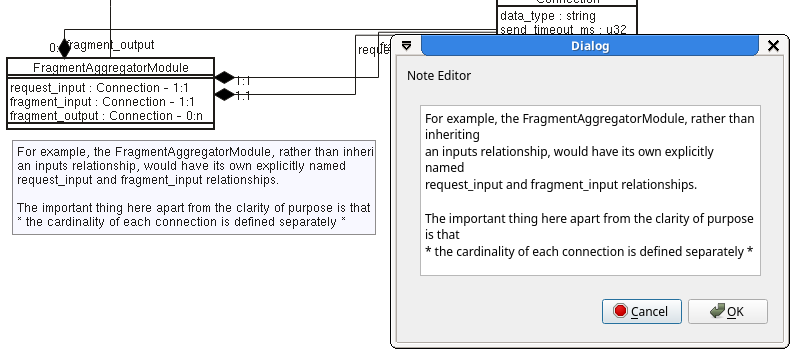 Connection
data_type : string
send_timeout_ms : u32
0:
fragment_output
FragmentAggregatorModule
request_input : Connection - 1:1
fragment_input : Connection - 1:1
fragment_output : Connection - 0:n
1:1
1:1
For example, the FragmentAggregatorModule, rather than inheri
an inputs relationship, would have its own explicitly named
request_input and fragment_input relationships.
The important thing here apart from the clarity of purpose is that
* the cardinality of each connection is defined separately *
Dialog
Note Editor
For example, the FragmentAggregatorModule, rather than
inheriting
an inputs relationship, would have its own explicitly
named
request_input and fragment_input relationships.
The important thing here apart from the clarity of purpose
is that
* the cardinality of each connection is defined separately *
Cancel
OK